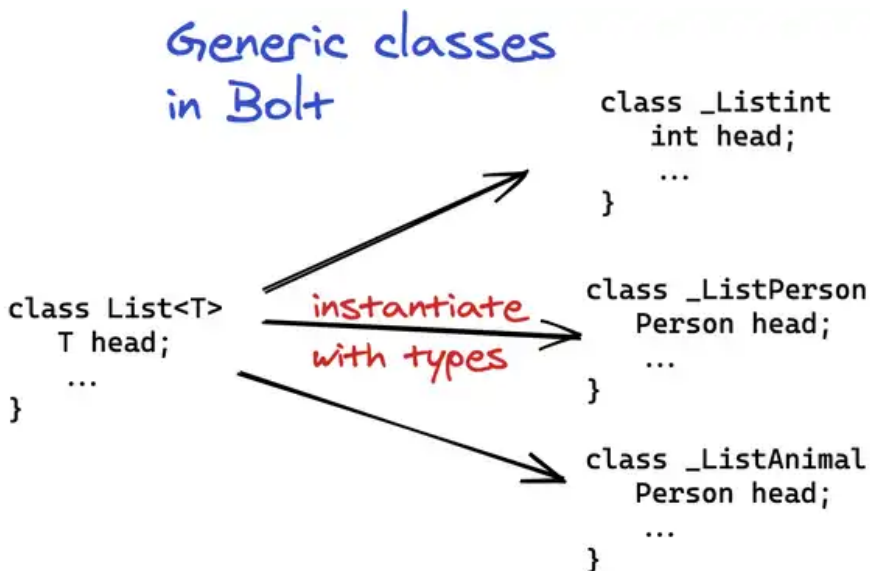 Generic classes
in Bolt
class List<T>
T head;
...
}
instantiate
with types
class _Listint
int head;
...
}
class _ListPerson
Person head;
...
}
class _ListAnimal
Person head;
...
}